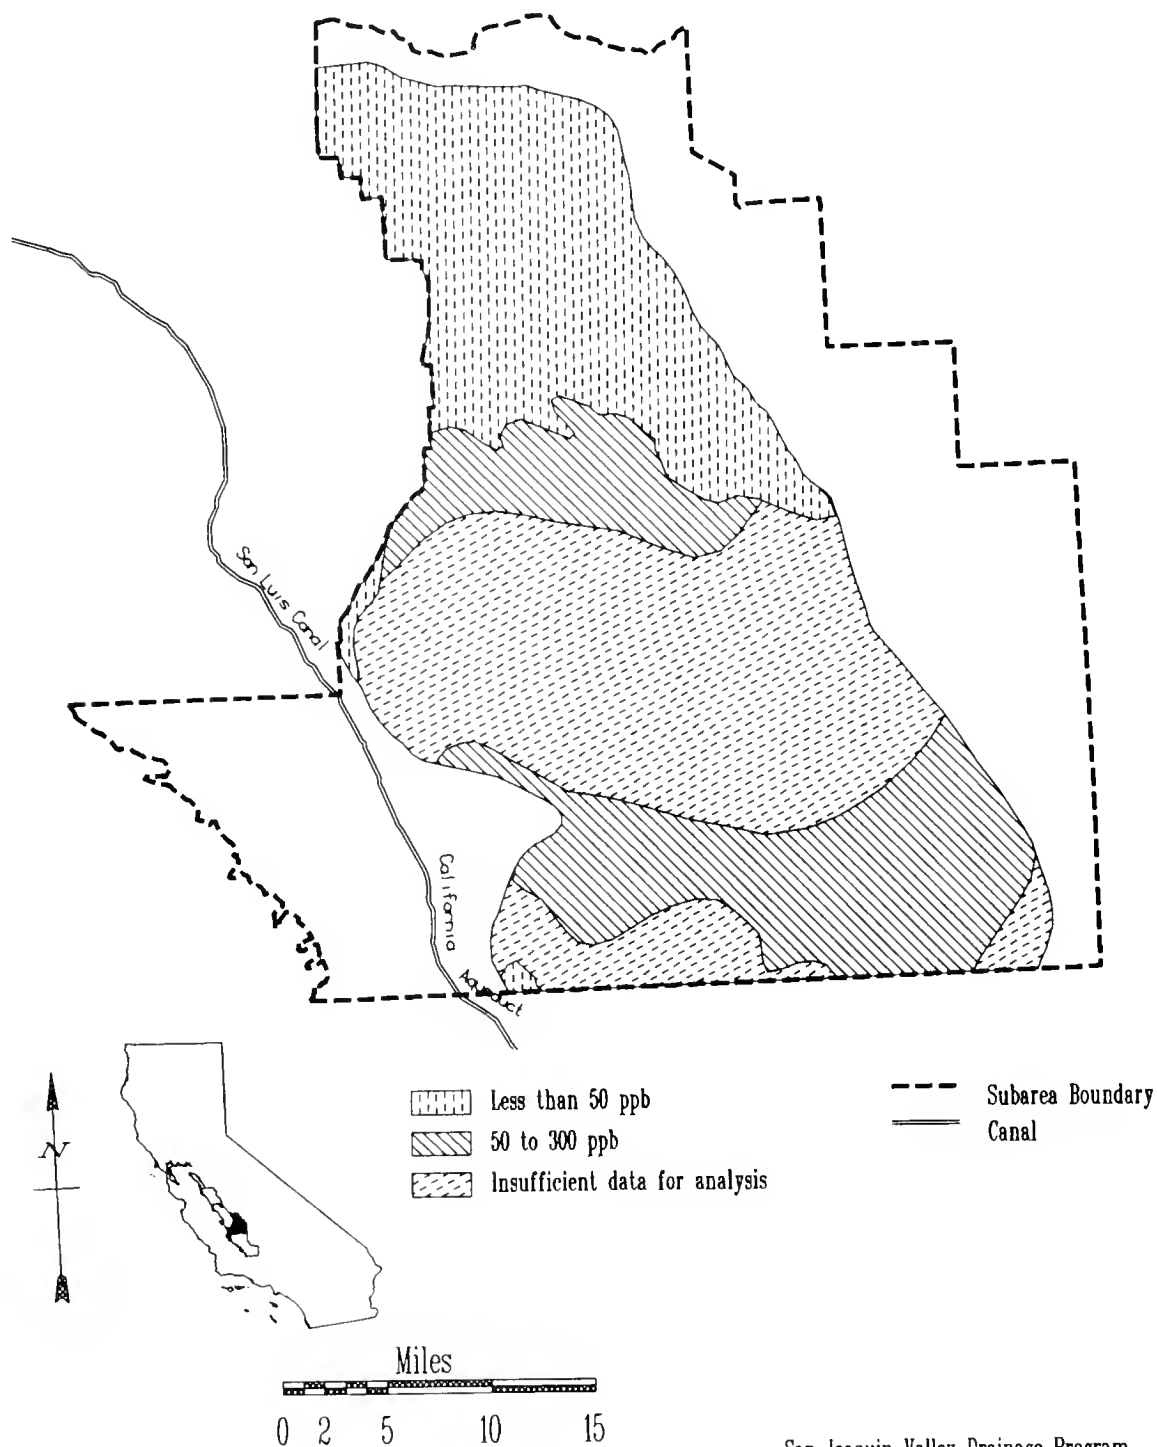 San Luis Canal
California
Aqueduct
Less than 50 ppb
50 to 300 ppb
Insufficient data for analysis
Subarea Boundary
Canal
N
Miles
0 2 5 10 15
San Joaquin Valley Drainage Program